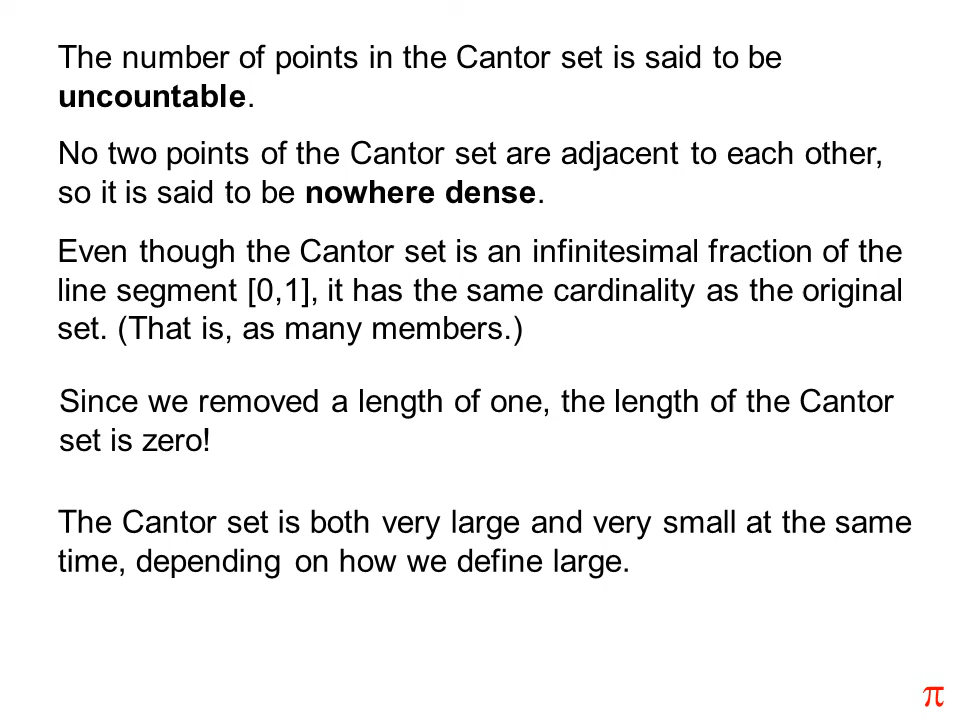 The number of points in the Cantor set is said to be
uncountable.
No two points of the Cantor set are adjacent to each other,
so it is said to be nowhere dense.
Even though the Cantor set is an infinitesimal fraction of the
line segment [0,1], it has the same cardinality as the original
set. (That is, as many members.)
Since we removed a length of one, the length of the Cantor
set is zero!
The Cantor set is both very large and very small at the same
time, depending on how we define large.
π